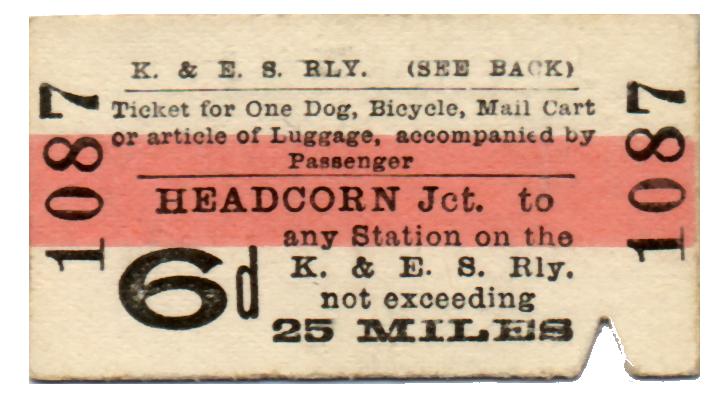 K. & E. S. RLY. (SEE BACK)
Ticket for One Dog, Bicycle, Mail Cart
or article of Luggage, accompanied by
Passenger
HEADCORN Jct. to
any Station on the
K. & E. S. Rly.
not exceeding
25 MILES
6d
1087
1087